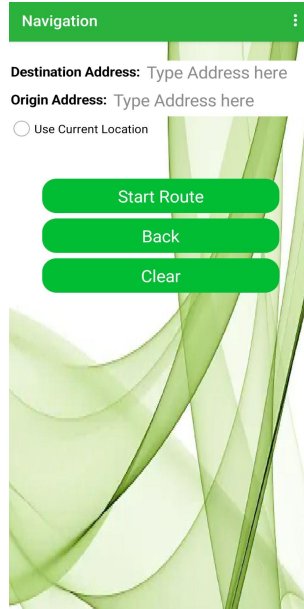 Navigation
Destination Address: Type Address here
Origin Address: Type Address here
Use Current Location
Start Route
Back
Clear